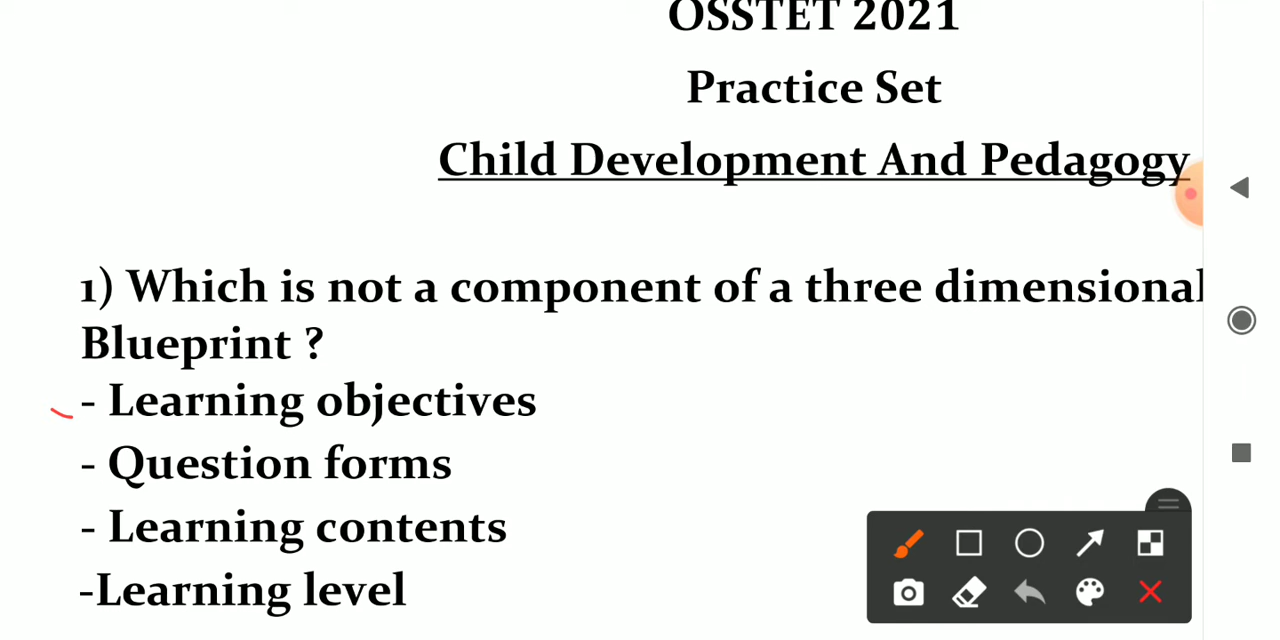 OSSTET 2021
Practice Set
Child Development And Pedagogy
1) Which is not a component of a three dimensional
Blueprint ?
- Learning objectives
- Question forms
- Learning contents
-Learning level